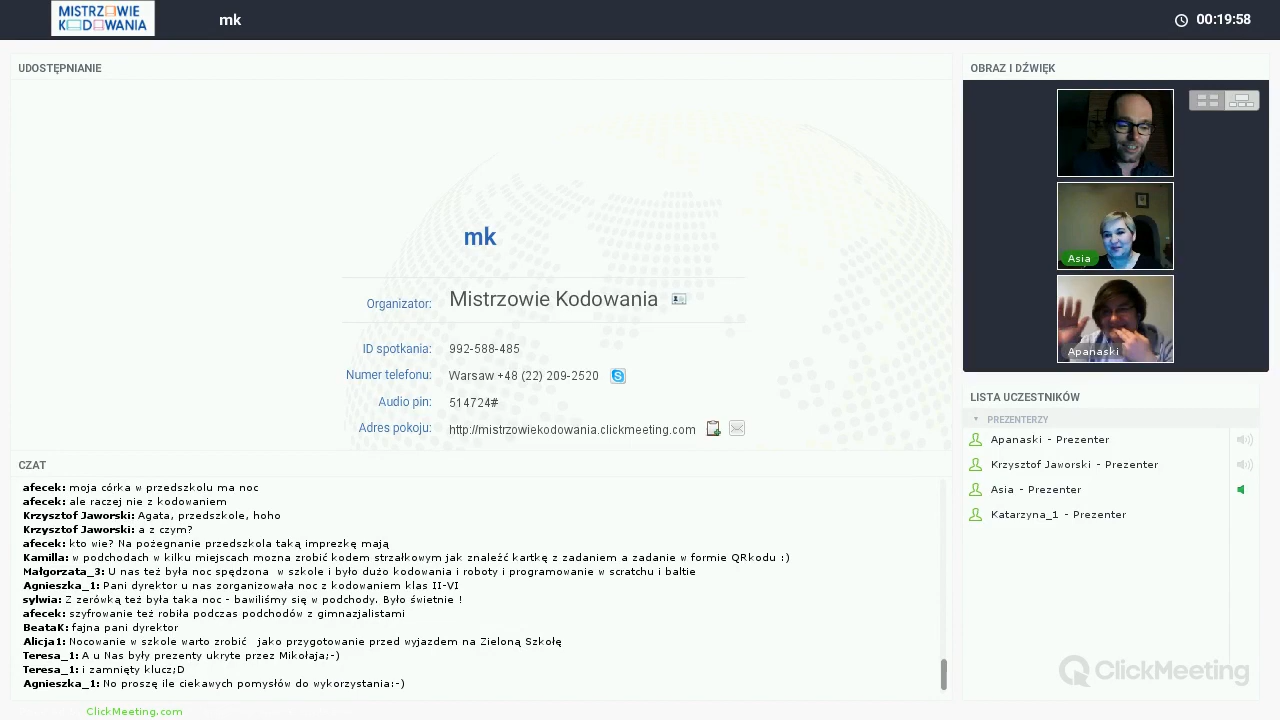 MISTRZOWIE
KODOWANIA
mk
00:19:58
UDOSTĘPNIANIE
mk
Organizator: Mistrzowie Kodowania
ID spotkania: 992-588-485
Numer telefonu: Warsaw +48 (22) 209-2520
Audio pin: 514724#
Adres pokoju: http://mistrzowiekodowania.clickmeeting.com
CZAT
afecek: moja córka w przedszkolu ma noc
afecek: ale raczej nie z kodowaniem
Krzysztof Jaworski: Agata, przedszkole, hoho
Krzysztof Jaworski: a z czym?
afecek: kto wie? Na pożegnanie przedszkola taką imprezkę mają
Kamilla: w podchodach w kilku miejscach mozna zrobić kodem strzałkowym jak znaleźć kartkę z zadaniem a zadanie w formie QRkodu :)
Małgorzata_3: U nas też była noc spędzona w szkole i było dużo kodowania i roboty i programowanie w scratchu i baltie
Agnieszka_1: Pani dyrektor u nas zorganizowała noc z kodowaniem klas II-VI
sylwia: Z zerówką też była taka noc - bawiliśmy się w podchody. Było świetnie !
afecek: szyfrowanie też robiła podczas podchodów z gimnazjalistami
BeataK: fajna pani dyrektor
Alicja1: Nocowanie w szkole warto zrobić jako przygotowanie przed wyjazdem na Zieloną Szkołę
Teresa_1: A u Nas były prezenty ukryte przez Mikołaja;-)
Teresa_1: i zamnięty klucz;D
Agnieszka_1: No proszę ile ciekawych pomysłów do wykorzystania:-)
ClickMeeting.com
OBRAZ I DŹWIĘK
Asia
Apanaski
LISTA UCZESTNIKÓW
PREZENTERZY
Apanaski - Prezenter
Krzysztof Jaworski - Prezenter
Asia - Prezenter
Katarzyna_1 - Prezenter
ClickMeeting